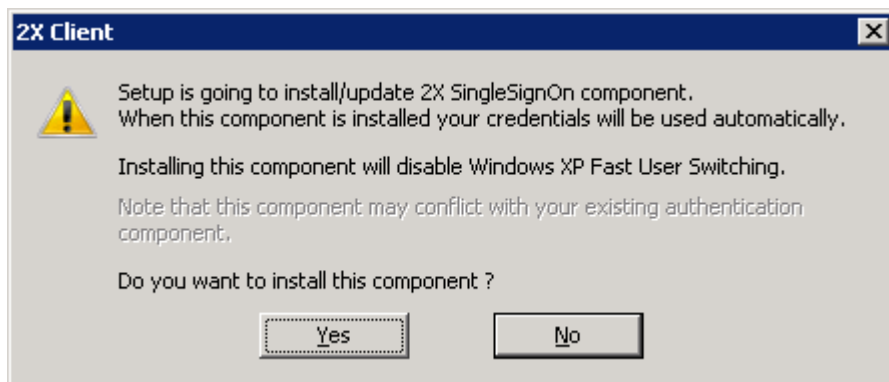 2X Client
Setup is going to install/update 2X SingleSignOn component.
When this component is installed your credentials will be used automatically.
Installing this component will disable Windows XP Fast User Switching.
Note that this component may conflict with your existing authentication
component.
Do you want to install this component ?
Yes
No